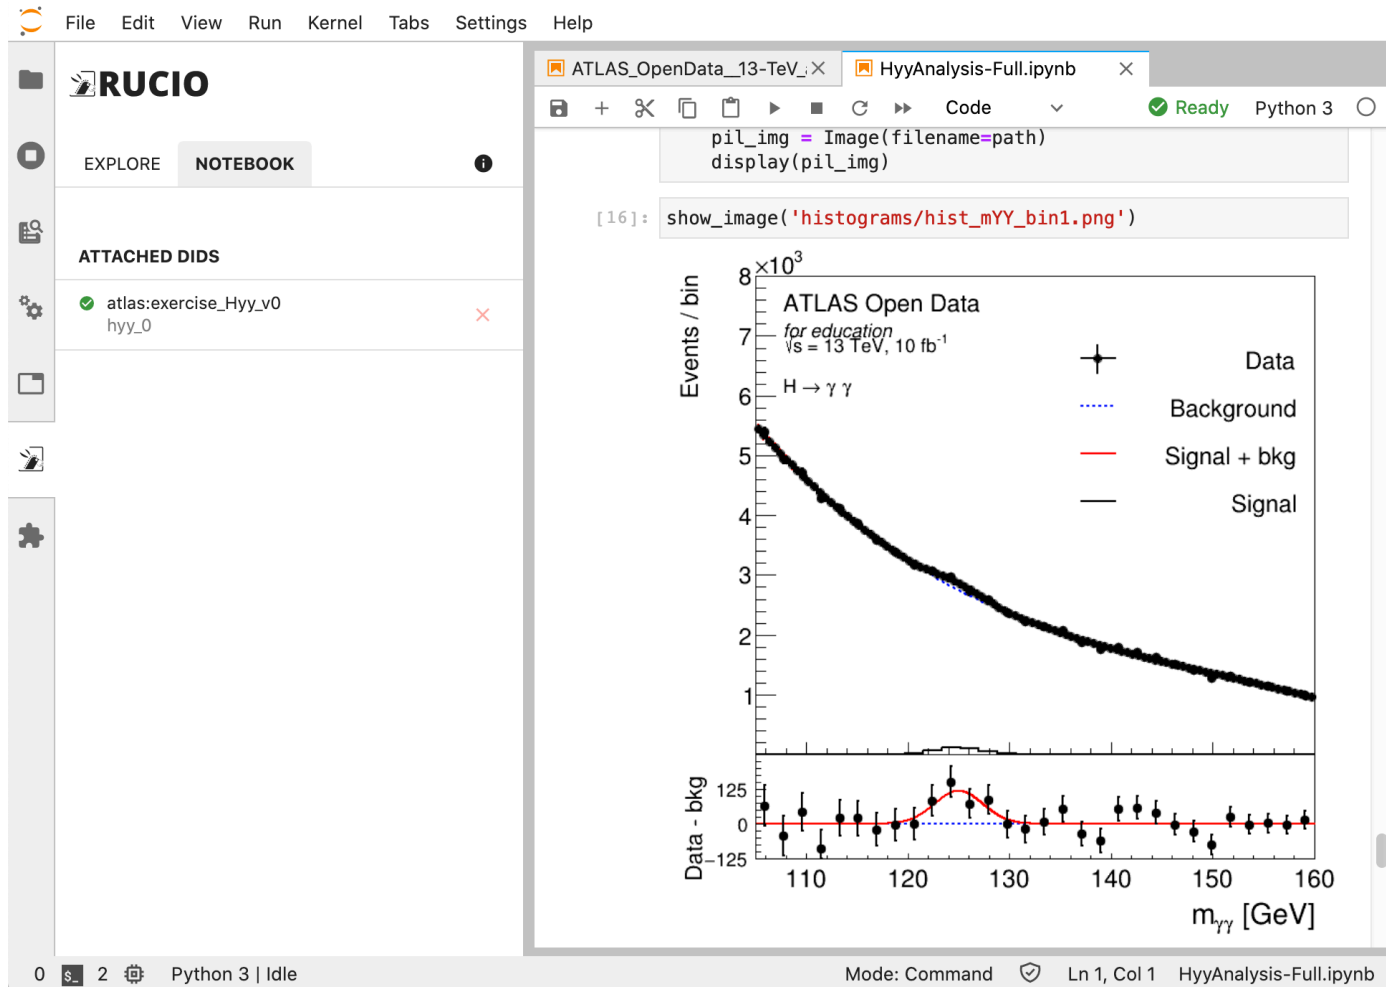 File Edit View Run Kernel Tabs Settings Help
RUCIO
EXPLORE NOTEBOOK
ATTACHED DIDS
atlas:exercise_Hyy_v0
hyy_0
ATLAS_OpenData__13-TeV_ HyyAnalysis-Full.ipynb
Code Ready Python 3
pil_img = Image(filename=path)
display(pil_img)
[16]: show_image('histograms/hist_mYY_bin1.png')
×10³
Events / bin
8
7
6
5
4
3
2
1
ATLAS Open Data
for education
√s = 13 TeV, 10 fb⁻¹
H → γ γ
Data
Background
Signal + bkg
Signal
Data - bkg
125
0
−125
110 120 130 140 150 160
mγγ [GeV]
0 $_ 2 Python 3 | Idle Mode: Command Ln 1, Col 1 HyyAnalysis-Full.ipynb